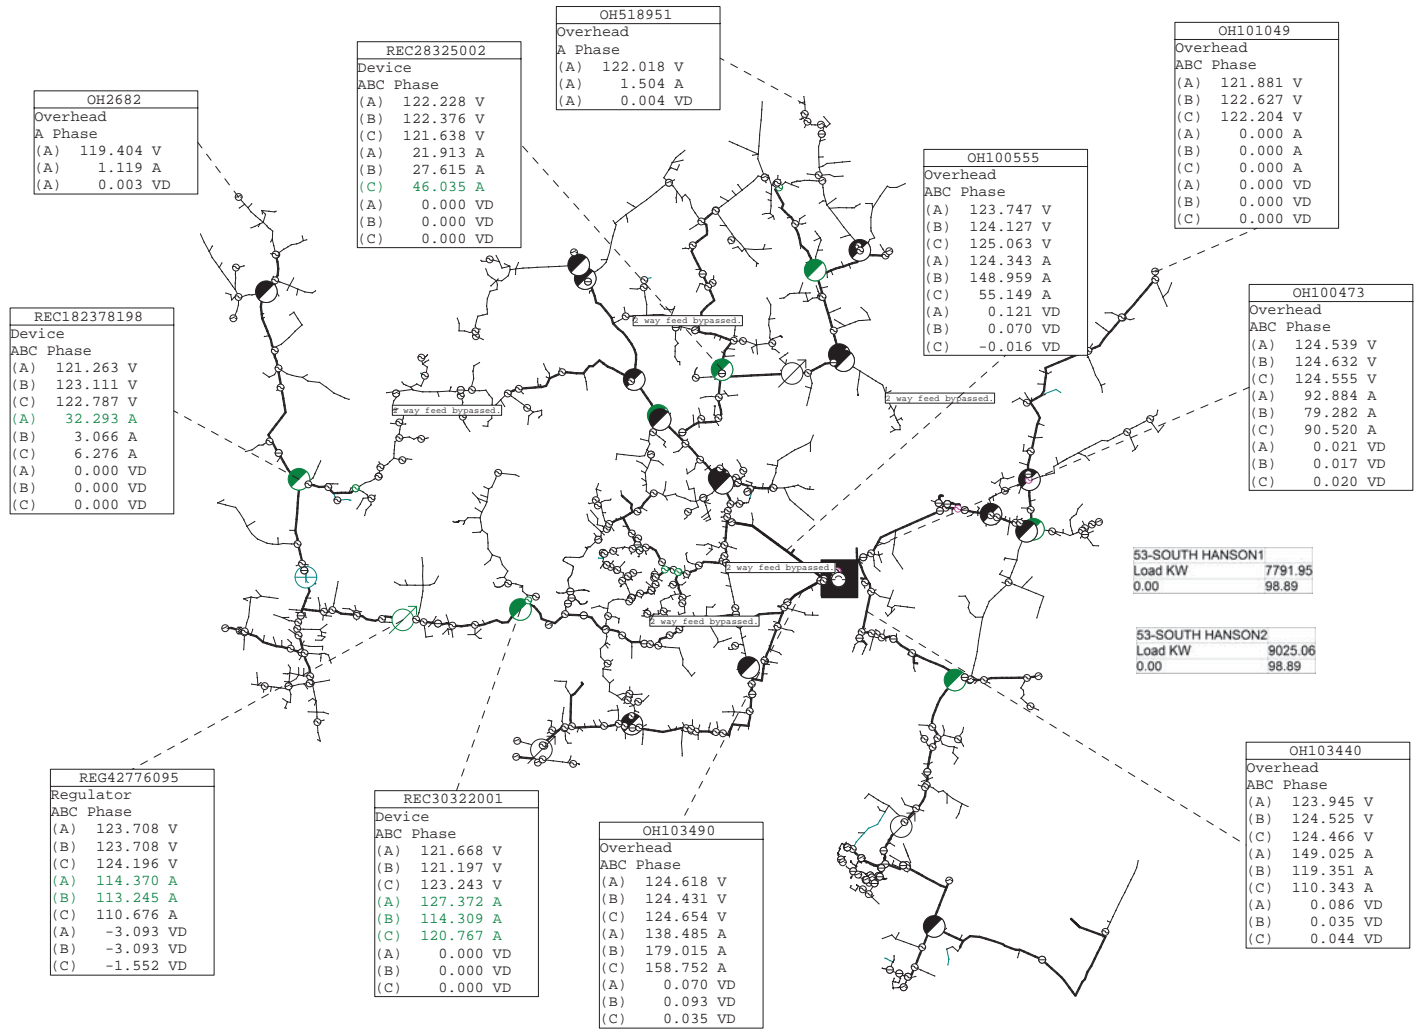 OH518951
Overhead
A Phase
(A) 122.018 V
(A) 1.504 A
(A) 0.004 VD
REC28325002
Device
ABC Phase
(A) 122.228 V
(B) 122.376 V
(C) 121.638 V
(A) 21.913 A
(B) 27.615 A
(C) 46.035 A
(A) 0.000 VD
(B) 0.000 VD
(C) 0.000 VD
OH101049
Overhead
ABC Phase
(A) 121.881 V
(B) 122.627 V
(C) 122.204 V
(A) 0.000 A
(B) 0.000 A
(C) 0.000 A
(A) 0.000 VD
(B) 0.000 VD
(C) 0.000 VD
OH2682
Overhead
A Phase
(A) 119.404 V
(A) 1.119 A
(A) 0.003 VD
OH100555
Overhead
ABC Phase
(A) 123.747 V
(B) 124.127 V
(C) 125.063 V
(A) 124.343 A
(B) 148.959 A
(C) 55.149 A
(A) 0.121 VD
(B) 0.070 VD
(C) -0.016 VD
OH100473
Overhead
ABC Phase
(A) 124.539 V
(B) 124.632 V
(C) 124.555 V
(A) 92.884 A
(B) 79.282 A
(C) 90.520 A
(A) 0.021 VD
(B) 0.017 VD
(C) 0.020 VD
REC182378198
Device
ABC Phase
(A) 121.263 V
(B) 123.111 V
(C) 122.787 V
(A) 32.293 A
(B) 3.066 A
(C) 6.276 A
(A) 0.000 VD
(B) 0.000 VD
(C) 0.000 VD
2 way feed bypassed.
2 way feed bypassed.
way feed bypassed.
2 way feed bypassed.
2 way feed bypassed.
53-SOUTH HANSON1
Load KW 7791.95
0.00 98.89
53-SOUTH HANSON2
Load KW 9025.06
0.00 98.89
REG42776095
Regulator
ABC Phase
(A) 123.708 V
(B) 123.708 V
(C) 124.196 V
(A) 114.370 A
(B) 113.245 A
(C) 110.676 A
(A) -3.093 VD
(B) -3.093 VD
(C) -1.552 VD
REC30322001
Device
ABC Phase
(A) 121.668 V
(B) 121.197 V
(C) 123.243 V
(A) 127.372 A
(B) 114.309 A
(C) 120.767 A
(A) 0.000 VD
(B) 0.000 VD
(C) 0.000 VD
OH103490
Overhead
ABC Phase
(A) 124.618 V
(B) 124.431 V
(C) 124.654 V
(A) 138.485 A
(B) 179.015 A
(C) 158.752 A
(A) 0.070 VD
(B) 0.093 VD
(C) 0.035 VD
OH103440
Overhead
ABC Phase
(A) 123.945 V
(B) 124.525 V
(C) 124.466 V
(A) 149.025 A
(B) 119.351 A
(C) 110.343 A
(A) 0.086 VD
(B) 0.035 VD
(C) 0.044 VD